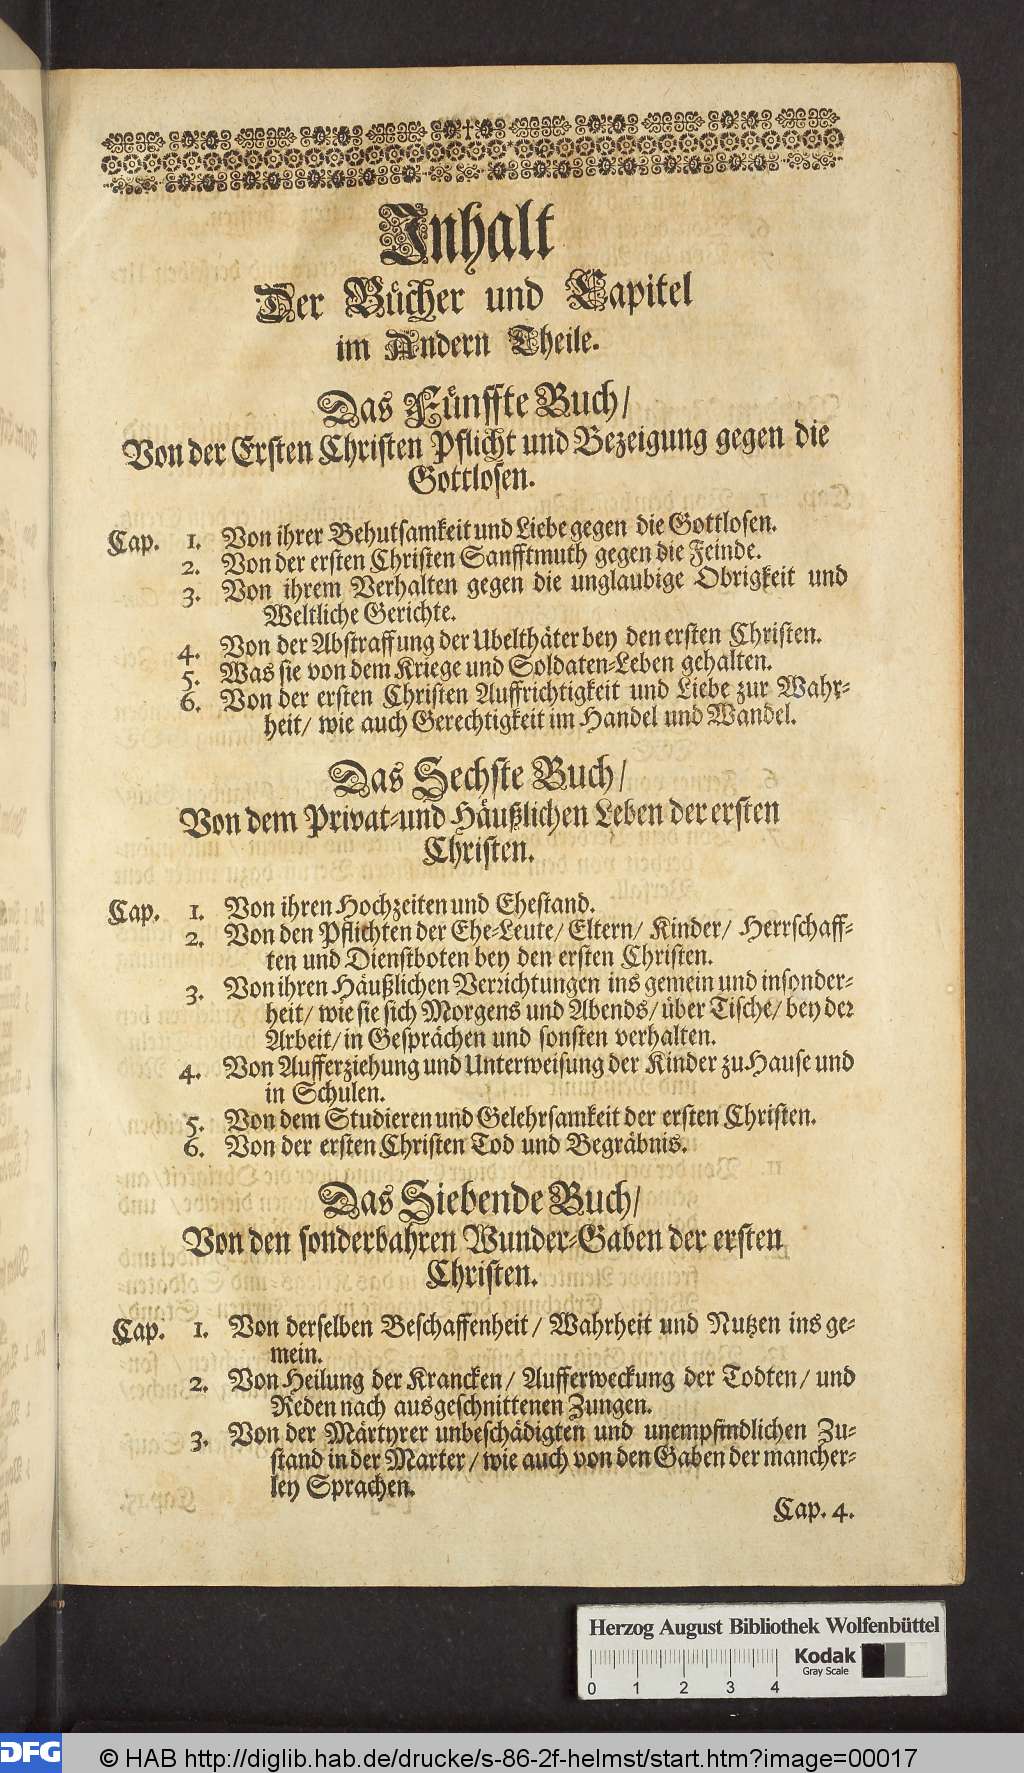 Inhalt
Der Bücher und Capitel
im Andern Theile.
Das Fünffte Buch/
Von der Ersten Christen Pflicht und Bezeigung gegen die
Gottlosen.
Cap. 1. Von ihrer Behutsamkeit und Liebe gegen die Gottlosen.
2. Von der ersten Christen Sanfftmuth gegen die Feinde.
3. Von ihrem Verhalten gegen die unglaubige Obrigkeit und
Weltliche Gerichte.
4. Von der Abstraffung der Ubelthäter bey den ersten Christen.
5. Was sie von dem Kriege und Soldaten-Leben gehalten.
6. Von der ersten Christen Auffrichtigkeit und Liebe zur Wahr-
heit/ wie auch Gerechtigkeit im Handel und Wandel.
Das Sechste Buch/
Von dem Privat-und Häußlichen Leben der ersten
Christen.
Cap. 1. Von ihren Hochzeiten und Ehestand.
2. Von den Pflichten der Ehe-Leute/ Eltern/ Kinder/ Herrschaff-
ten und Dienstboten bey den ersten Christen.
3. Von ihren Häußlichen Verrichtungen ins gemein und insonder-
heit/ wie sie sich Morgens und Abends/ über Tische/ bey der
Arbeit/ in Gesprächen und sonsten verhalten.
4. Von Aufferziehung und Unterweisung der Kinder zu Hause und
in Schulen.
5. Von dem Studieren und Gelehrsamkeit der ersten Christen.
6. Von der ersten Christen Tod und Begräbnis.
Das Siebende Buch/
Von den sonderbahren Wunder-Gaben der ersten
Christen.
Cap. 1. Von derselben Beschaffenheit/ Wahrheit und Nutzen ins ge-
mein.
2. Von Heilung der Krancken/ Aufferweckung der Todten/ und
Reden nach ausgeschnittenen Zungen.
3. Von der Märtyrer unbeschädigten und unempfindlichen Zu-
stand in der Marter/ wie auch von den Gaben der mancher-
ley Sprachen.
Cap. 4.
Herzog August Bibliothek Wolfenbüttel
Kodak
Gray Scale
0 1 2 3 4
DFG © HAB http://diglib.hab.de/drucke/s-86-2f-helmst/start.htm?image=00017